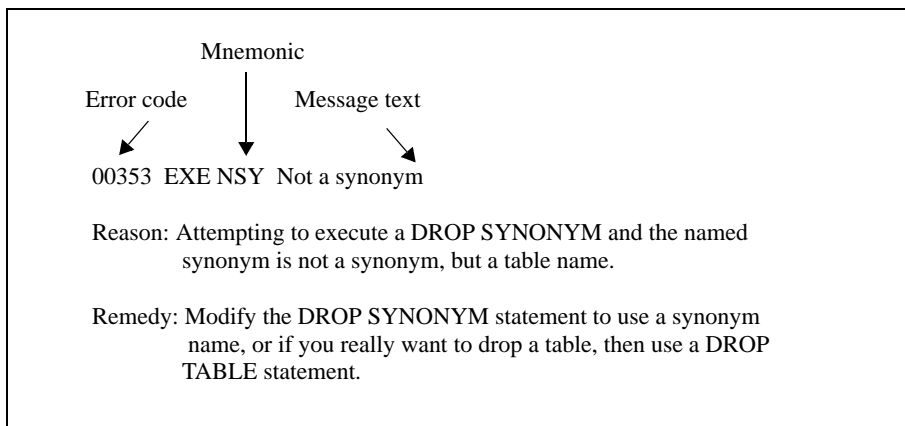 Mnemonic
Error code
Message text
00353 EXE NSY Not a synonym
Reason: Attempting to execute a DROP SYNONYM and the named
synonym is not a synonym, but a table name.
Remedy: Modify the DROP SYNONYM statement to use a synonym
name, or if you really want to drop a table, then use a DROP
TABLE statement.